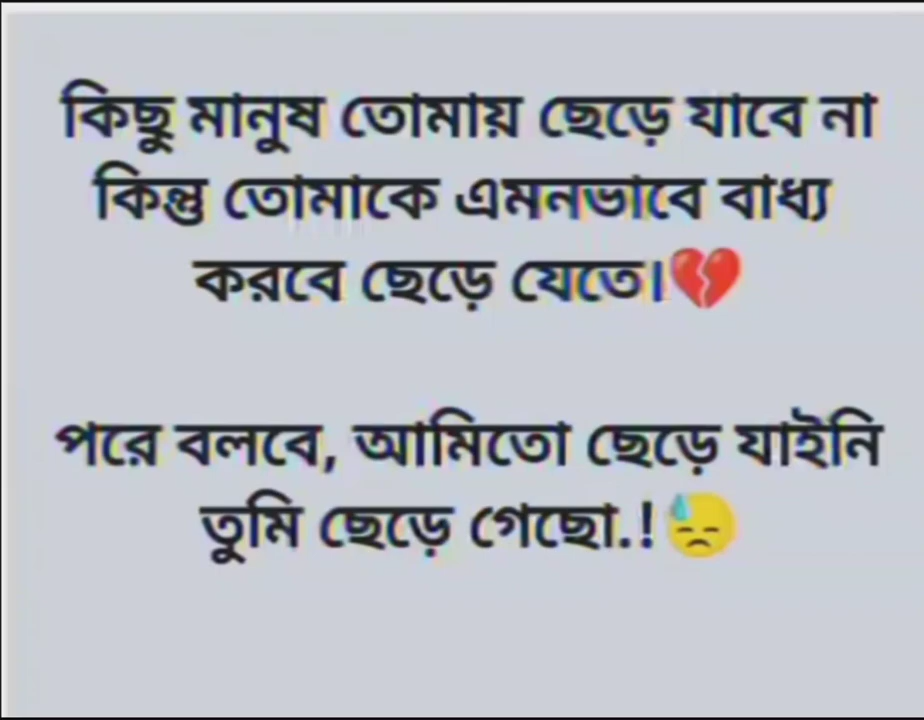 কিছু মানুষ তোমায় ছেড়ে যাবে না
কিন্তু তোমাকে এমনভাবে বাধ্য
করবে ছেড়ে যেতে।💔
পরে বলবে, আমিতো ছেড়ে যাইনি
তুমি ছেড়ে গেছো.!😓